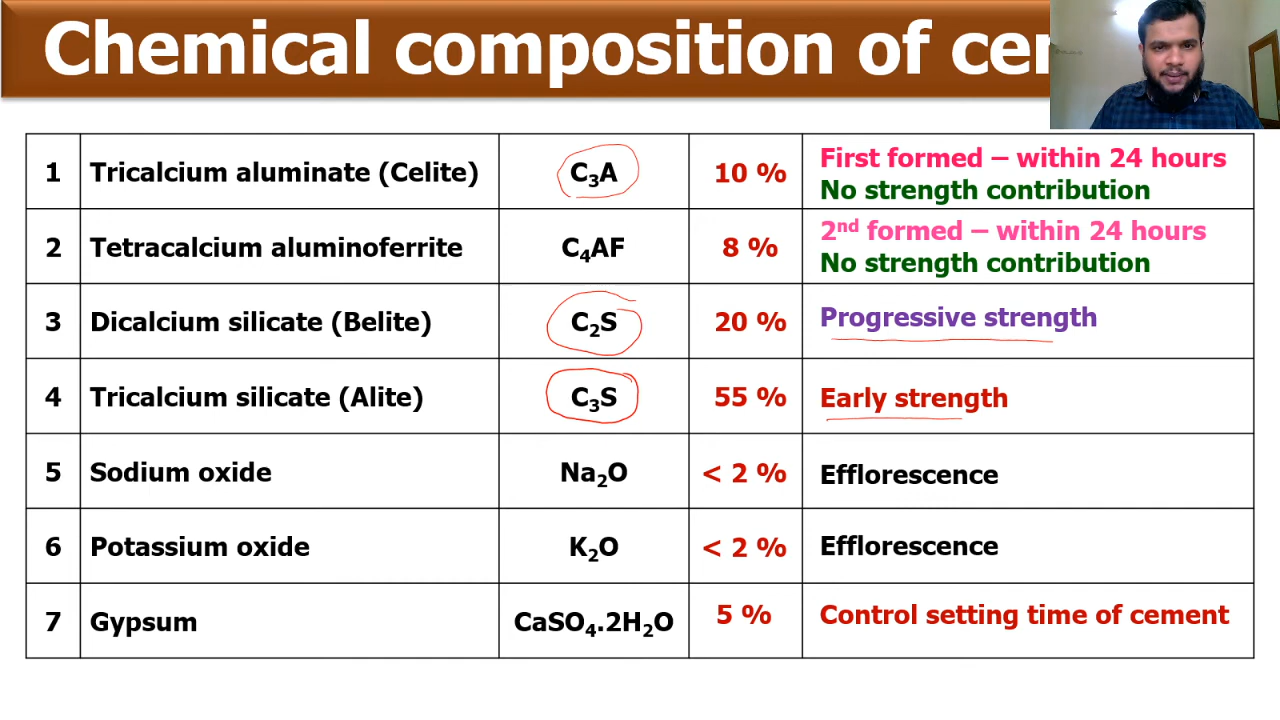 Chemical composition of cer
1 Tricalcium aluminate (Celite) C₃A 10 % First formed – within 24 hours
No strength contribution
2 Tetracalcium aluminoferrite C₄AF 8 % 2nd formed – within 24 hours
No strength contribution
3 Dicalcium silicate (Belite) C₂S 20 % Progressive strength
4 Tricalcium silicate (Alite) C₃S 55 % Early strength
5 Sodium oxide Na₂O < 2 % Efflorescence
6 Potassium oxide K₂O < 2 % Efflorescence
7 Gypsum CaSO₄.2H₂O 5 % Control setting time of cement